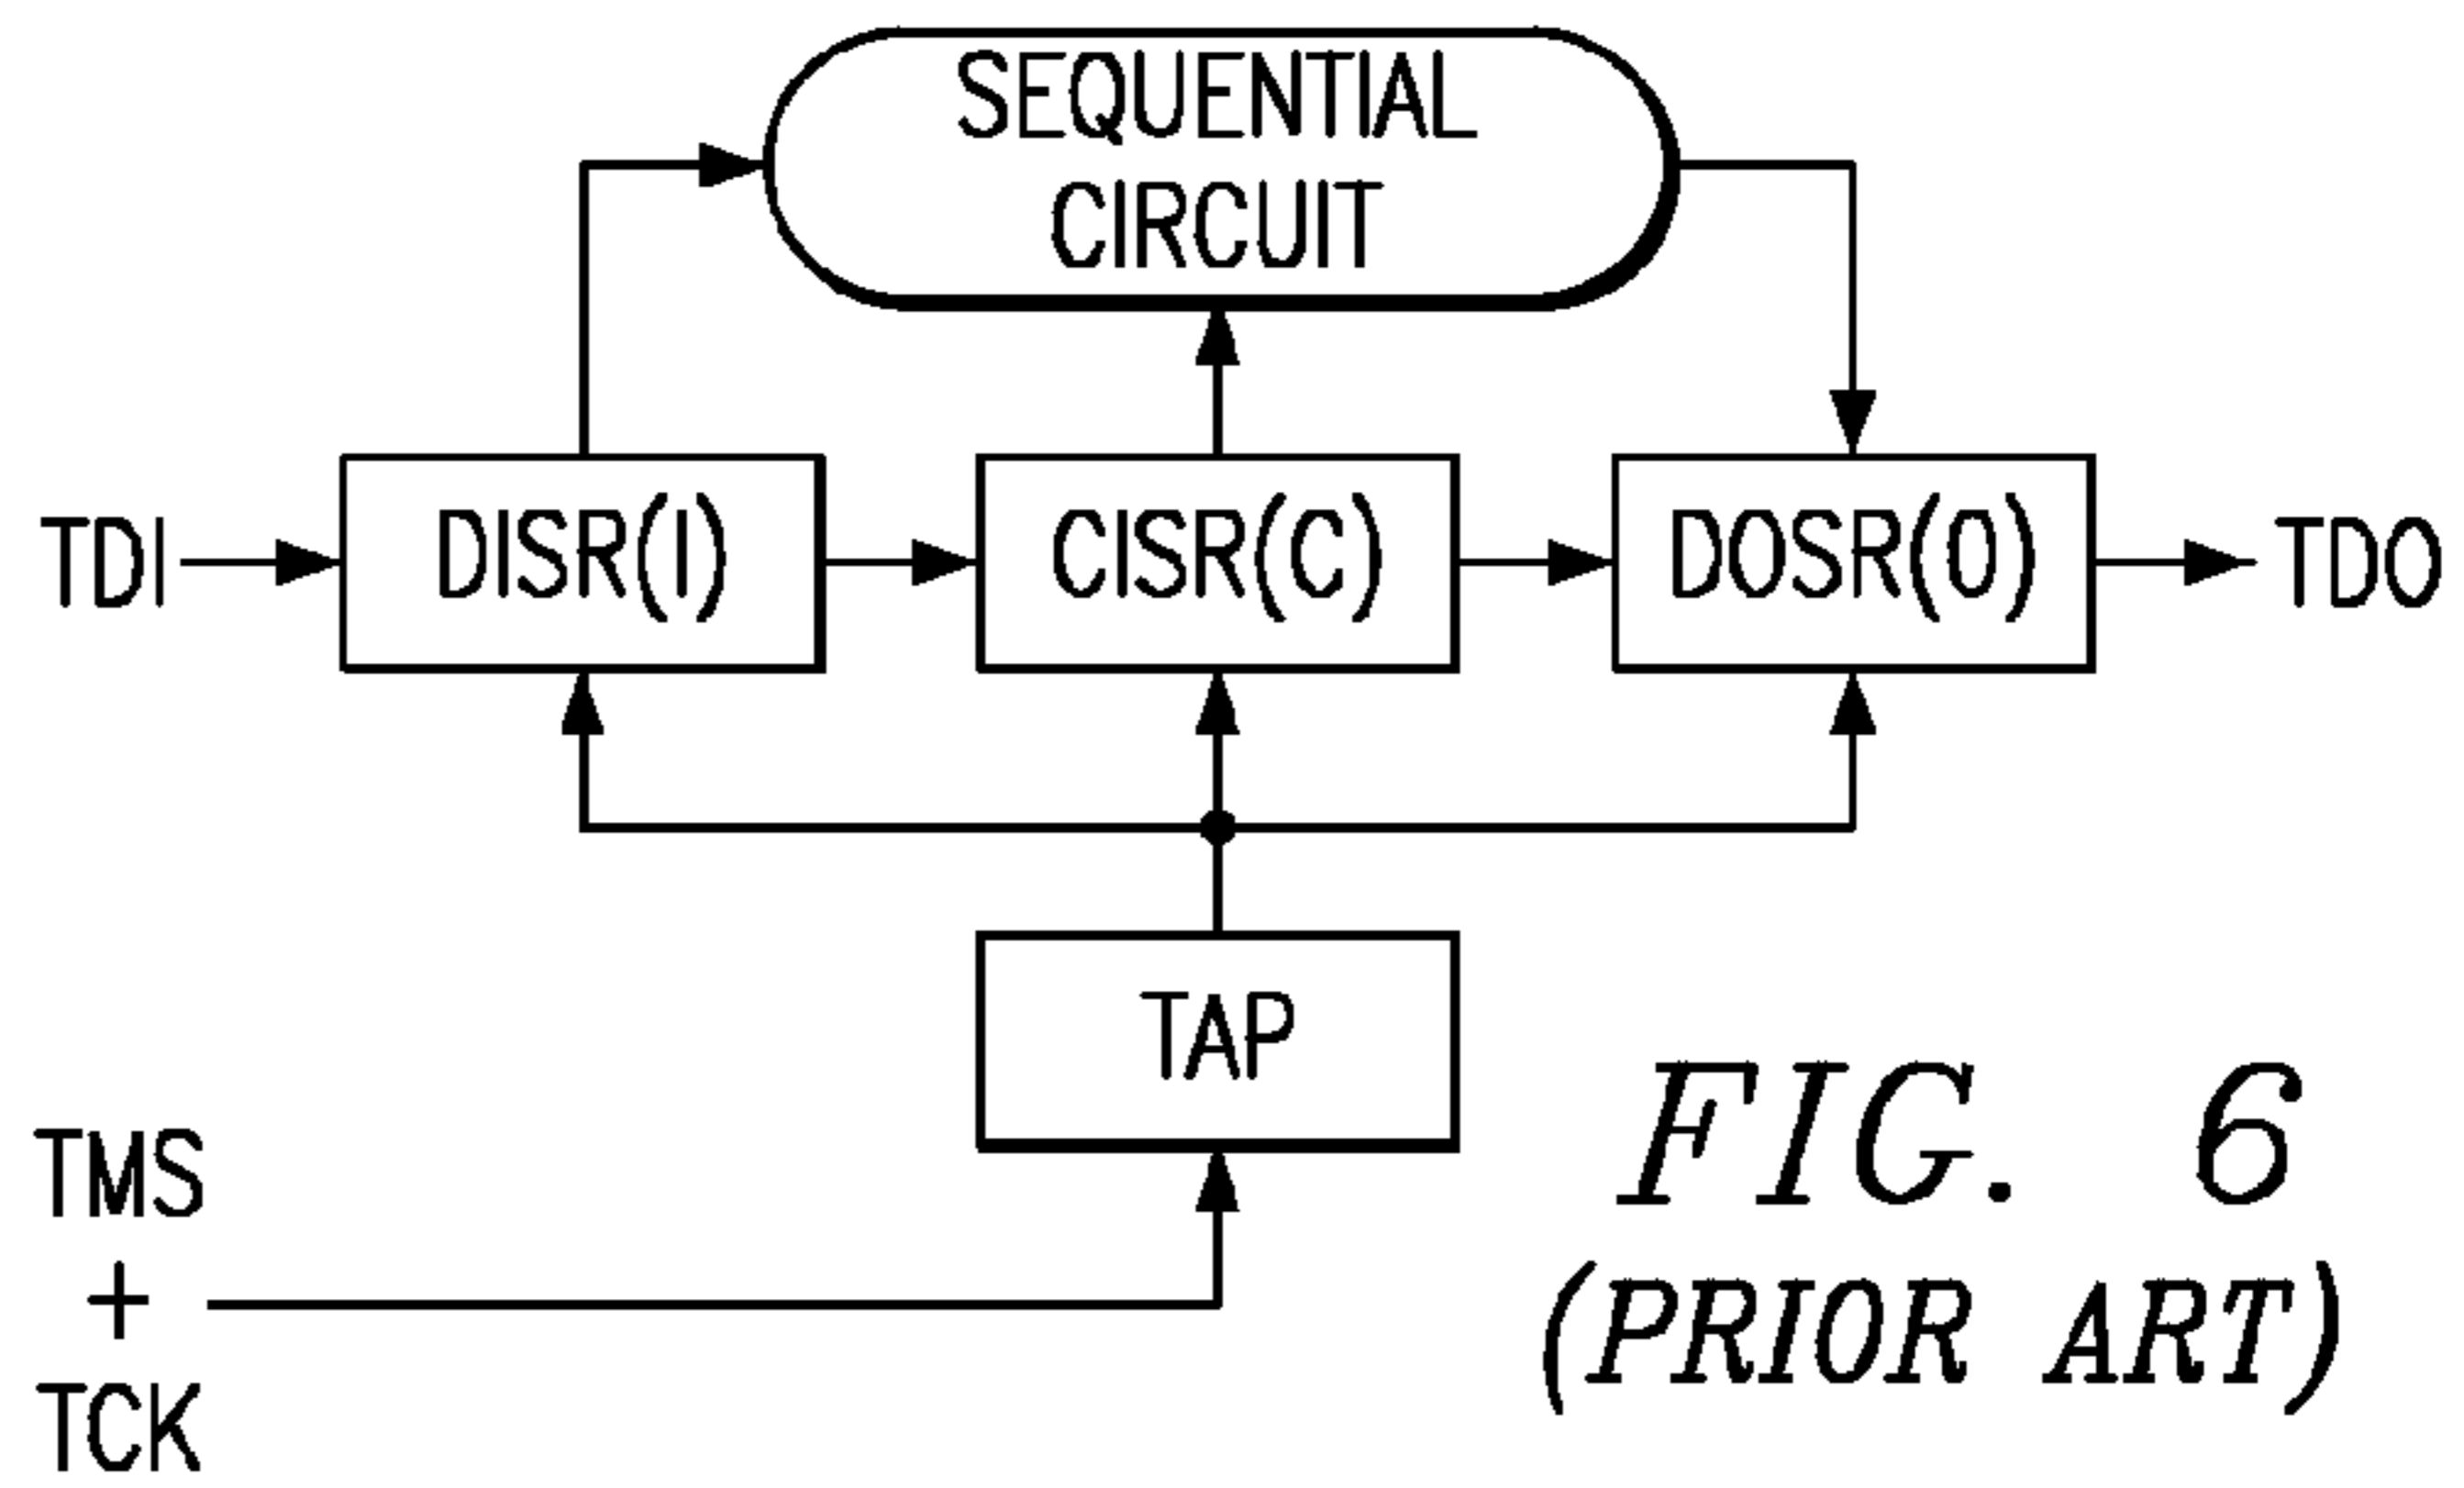 SEQUENTIAL
CIRCUIT
TDI
DISR(I)
CISR(C)
DOSR(O)
TDO
TAP
TMS
+
TCK
FIG. 6
(PRIOR ART)